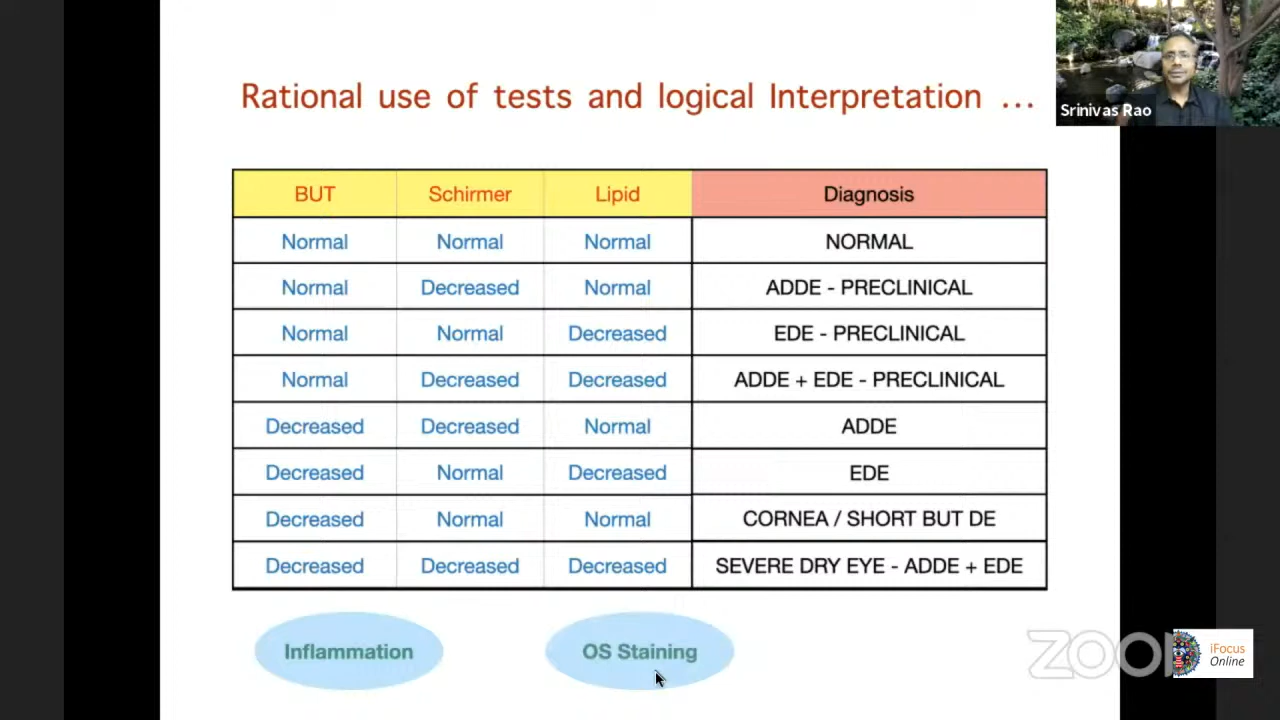 Rational use of tests and logical Interpretation ...
Srinivas Rao
BUT Schirmer Lipid Diagnosis
Normal Normal Normal NORMAL
Normal Decreased Normal ADDE - PRECLINICAL
Normal Normal Decreased EDE - PRECLINICAL
Normal Decreased Decreased ADDE + EDE - PRECLINICAL
Decreased Decreased Normal ADDE
Decreased Normal Decreased EDE
Decreased Normal Normal CORNEA / SHORT BUT DE
Decreased Decreased Decreased SEVERE DRY EYE - ADDE + EDE
Inflammation OS Staining
iFocus
Online